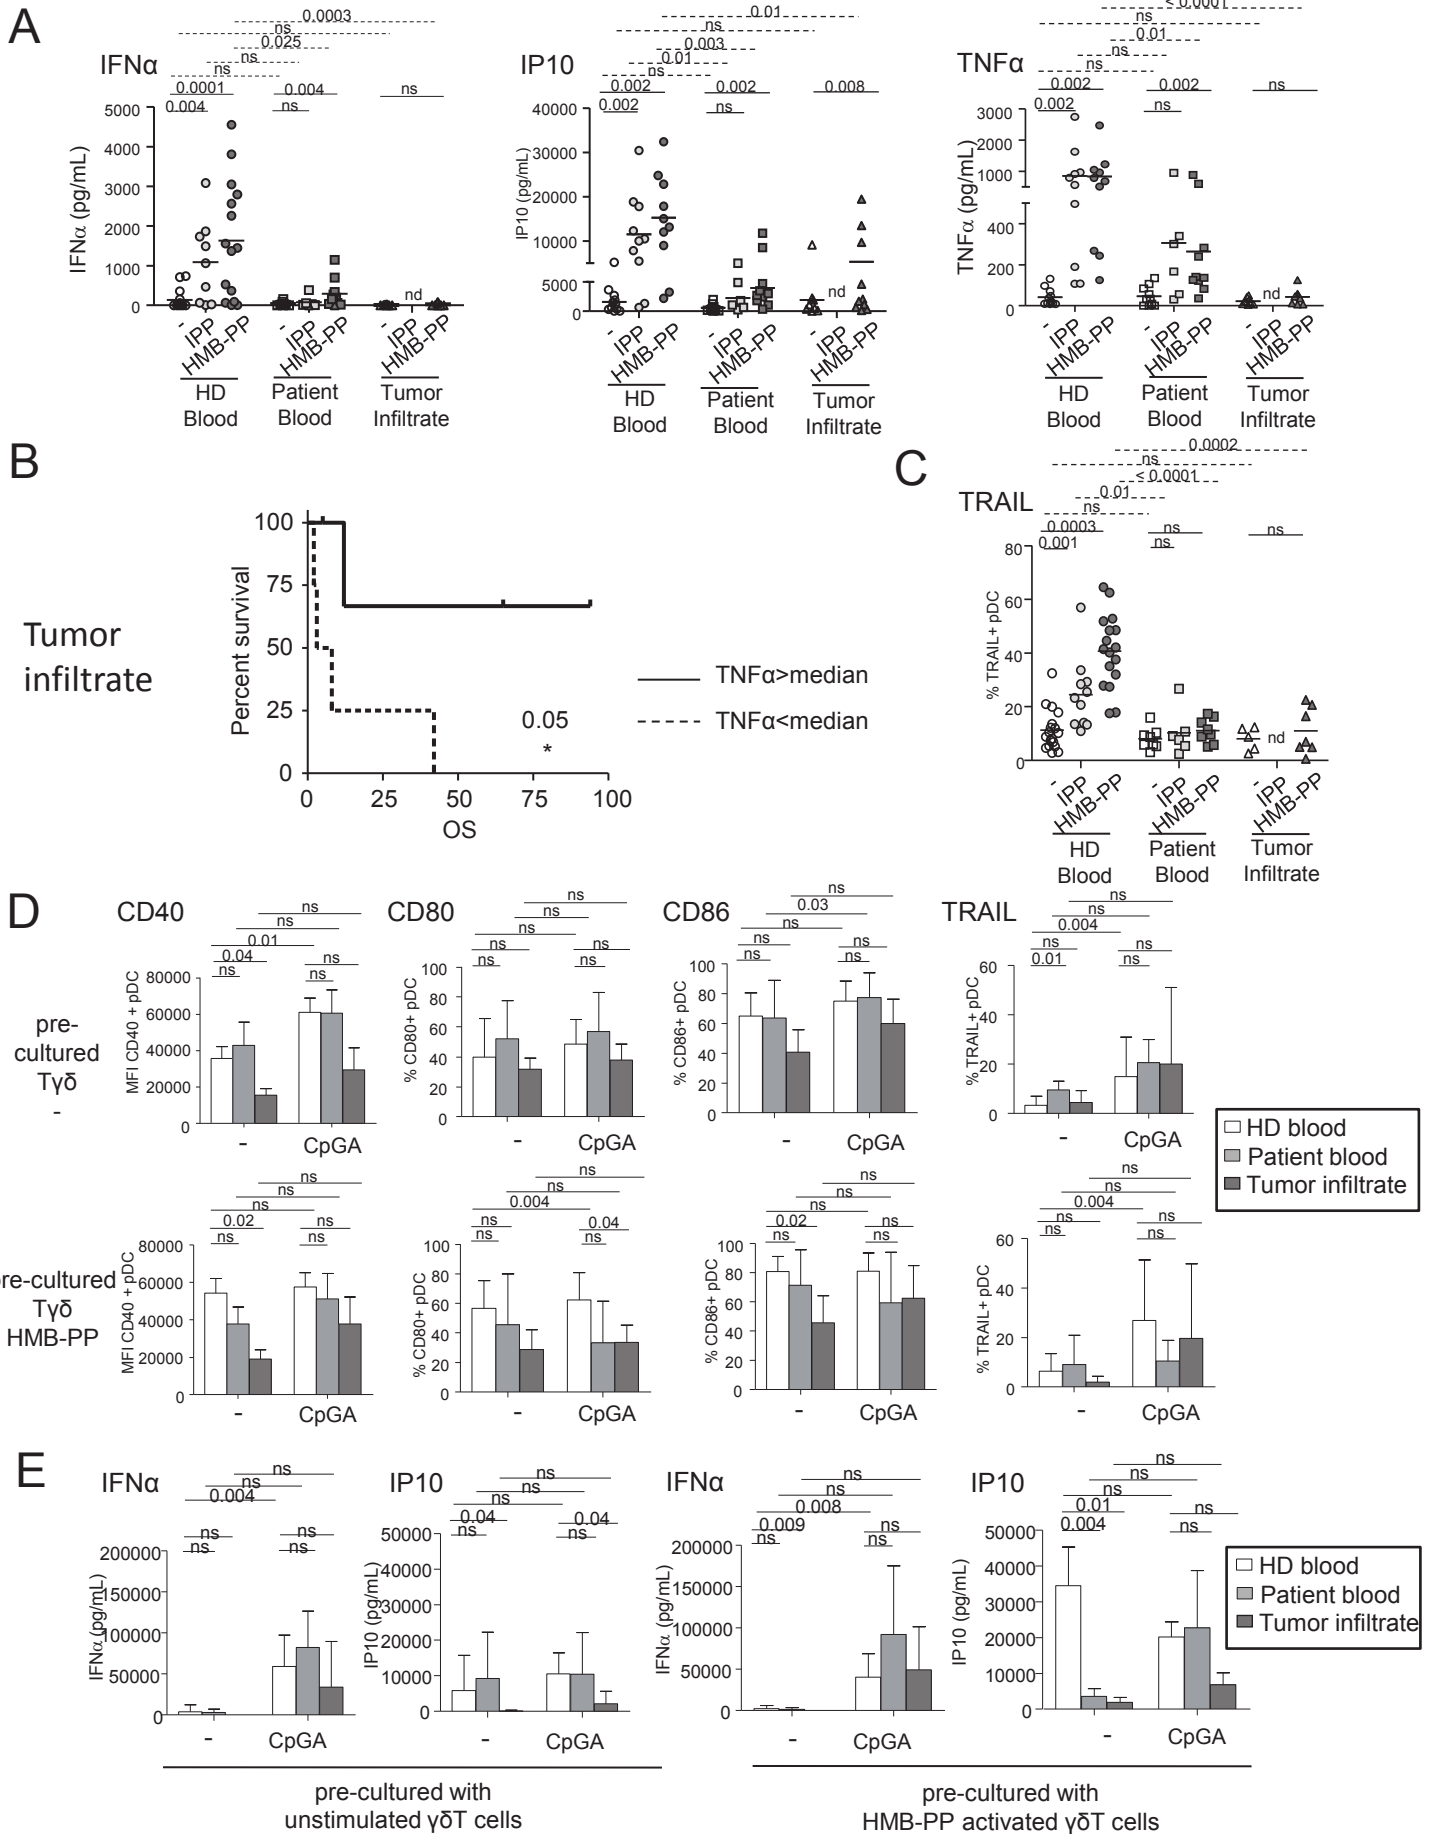 A
IFNα
0.0003
ns
0.025
ns
ns
0.0001
0.004
ns
0.004
ns
IFNα (pg/mL)
5000
4000
3000
2000
1000
0
nd
-
IPP
HMB-PP
-
IPP
HMB-PP
-
IPP
HMB-PP
HD
Blood
Patient
Blood
Tumor
Infiltrate
IP10
0.01
ns
0.003
0.01
ns
0.002
0.002
0.008
0.002
ns
IP10 (pg/mL)
40000
30000
20000
10000
5000
0
nd
-
IPP
HMB-PP
-
IPP
HMB-PP
-
IPP
HMB-PP
HD
Blood
Patient
Blood
Tumor
Infiltrate
TNFα
< 0.0001
ns
0.01
ns
ns
0.002
0.002
ns
0.002
ns
TNFα (pg/mL)
3000
2000
1000
400
200
0
nd
-
IPP
HMB-PP
-
IPP
HMB-PP
-
IPP
HMB-PP
HD
Blood
Patient
Blood
Tumor
Infiltrate
B
Tumor
infiltrate
Percent survival
100
75
50
25
0
0 25 50 75 100
OS
0.05
*
TNFα>median
TNFα<median
C
TRAIL
0.0002
ns
< 0.0001
0.01
ns
0.0003
0.001
ns
ns
ns
% TRAIL+ pDC
80
60
40
20
0
nd
-
IPP
HMB-PP
-
IPP
HMB-PP
-
IPP
HMB-PP
HD
Blood
Patient
Blood
Tumor
Infiltrate
D
pre-
cultured
Tγδ
-
CD40
ns
ns
0.01
0.04
ns
ns
ns
MFI CD40 + pDC
80000
60000
40000
20000
0
- CpGA
CD80
ns
ns
ns
ns
ns
ns
ns
% CD80+ pDC
100
80
60
40
20
0
- CpGA
CD86
ns
0.03
ns
ns
ns
ns
ns
% CD86+ pDC
100
80
60
40
20
0
- CpGA
TRAIL
ns
ns
0.004
ns
0.01
ns
ns
% TRAIL+ pDC
60
40
20
0
- CpGA
HD blood
Patient blood
Tumor infiltrate
re-cultured
Tγδ
HMB-PP
ns
ns
ns
0.02
ns
ns
ns
MFI CD40 + pDC
80000
60000
40000
20000
0
- CpGA
ns
ns
0.004
ns
ns
0.04
ns
% CD80+ pDC
100
80
60
40
20
0
- CpGA
ns
ns
ns
0.02
ns
ns
ns
% CD86+ pDC
100
80
60
40
20
0
- CpGA
ns
ns
0.004
ns
ns
ns
ns
% TRAIL+ pDC
60
40
20
0
- CpGA
E
IFNα
ns
ns
0.004
ns
ns
ns
ns
IFNα (pg/mL)
200000
150000
100000
50000
0
- CpGA
IP10
ns
ns
ns
0.04
ns
0.04
ns
IP10 (pg/mL)
50000
40000
30000
20000
10000
0
- CpGA
pre-cultured with
unstimulated γδT cells
IFNα
ns
ns
0.008
0.009
ns
ns
ns
IFNα (pg/mL)
200000
150000
100000
50000
0
- CpGA
IP10
ns
ns
ns
0.01
0.004
ns
ns
IP10 (pg/mL)
50000
40000
30000
20000
10000
0
- CpGA
pre-cultured with
HMB-PP activated γδT cells
HD blood
Patient blood
Tumor infiltrate